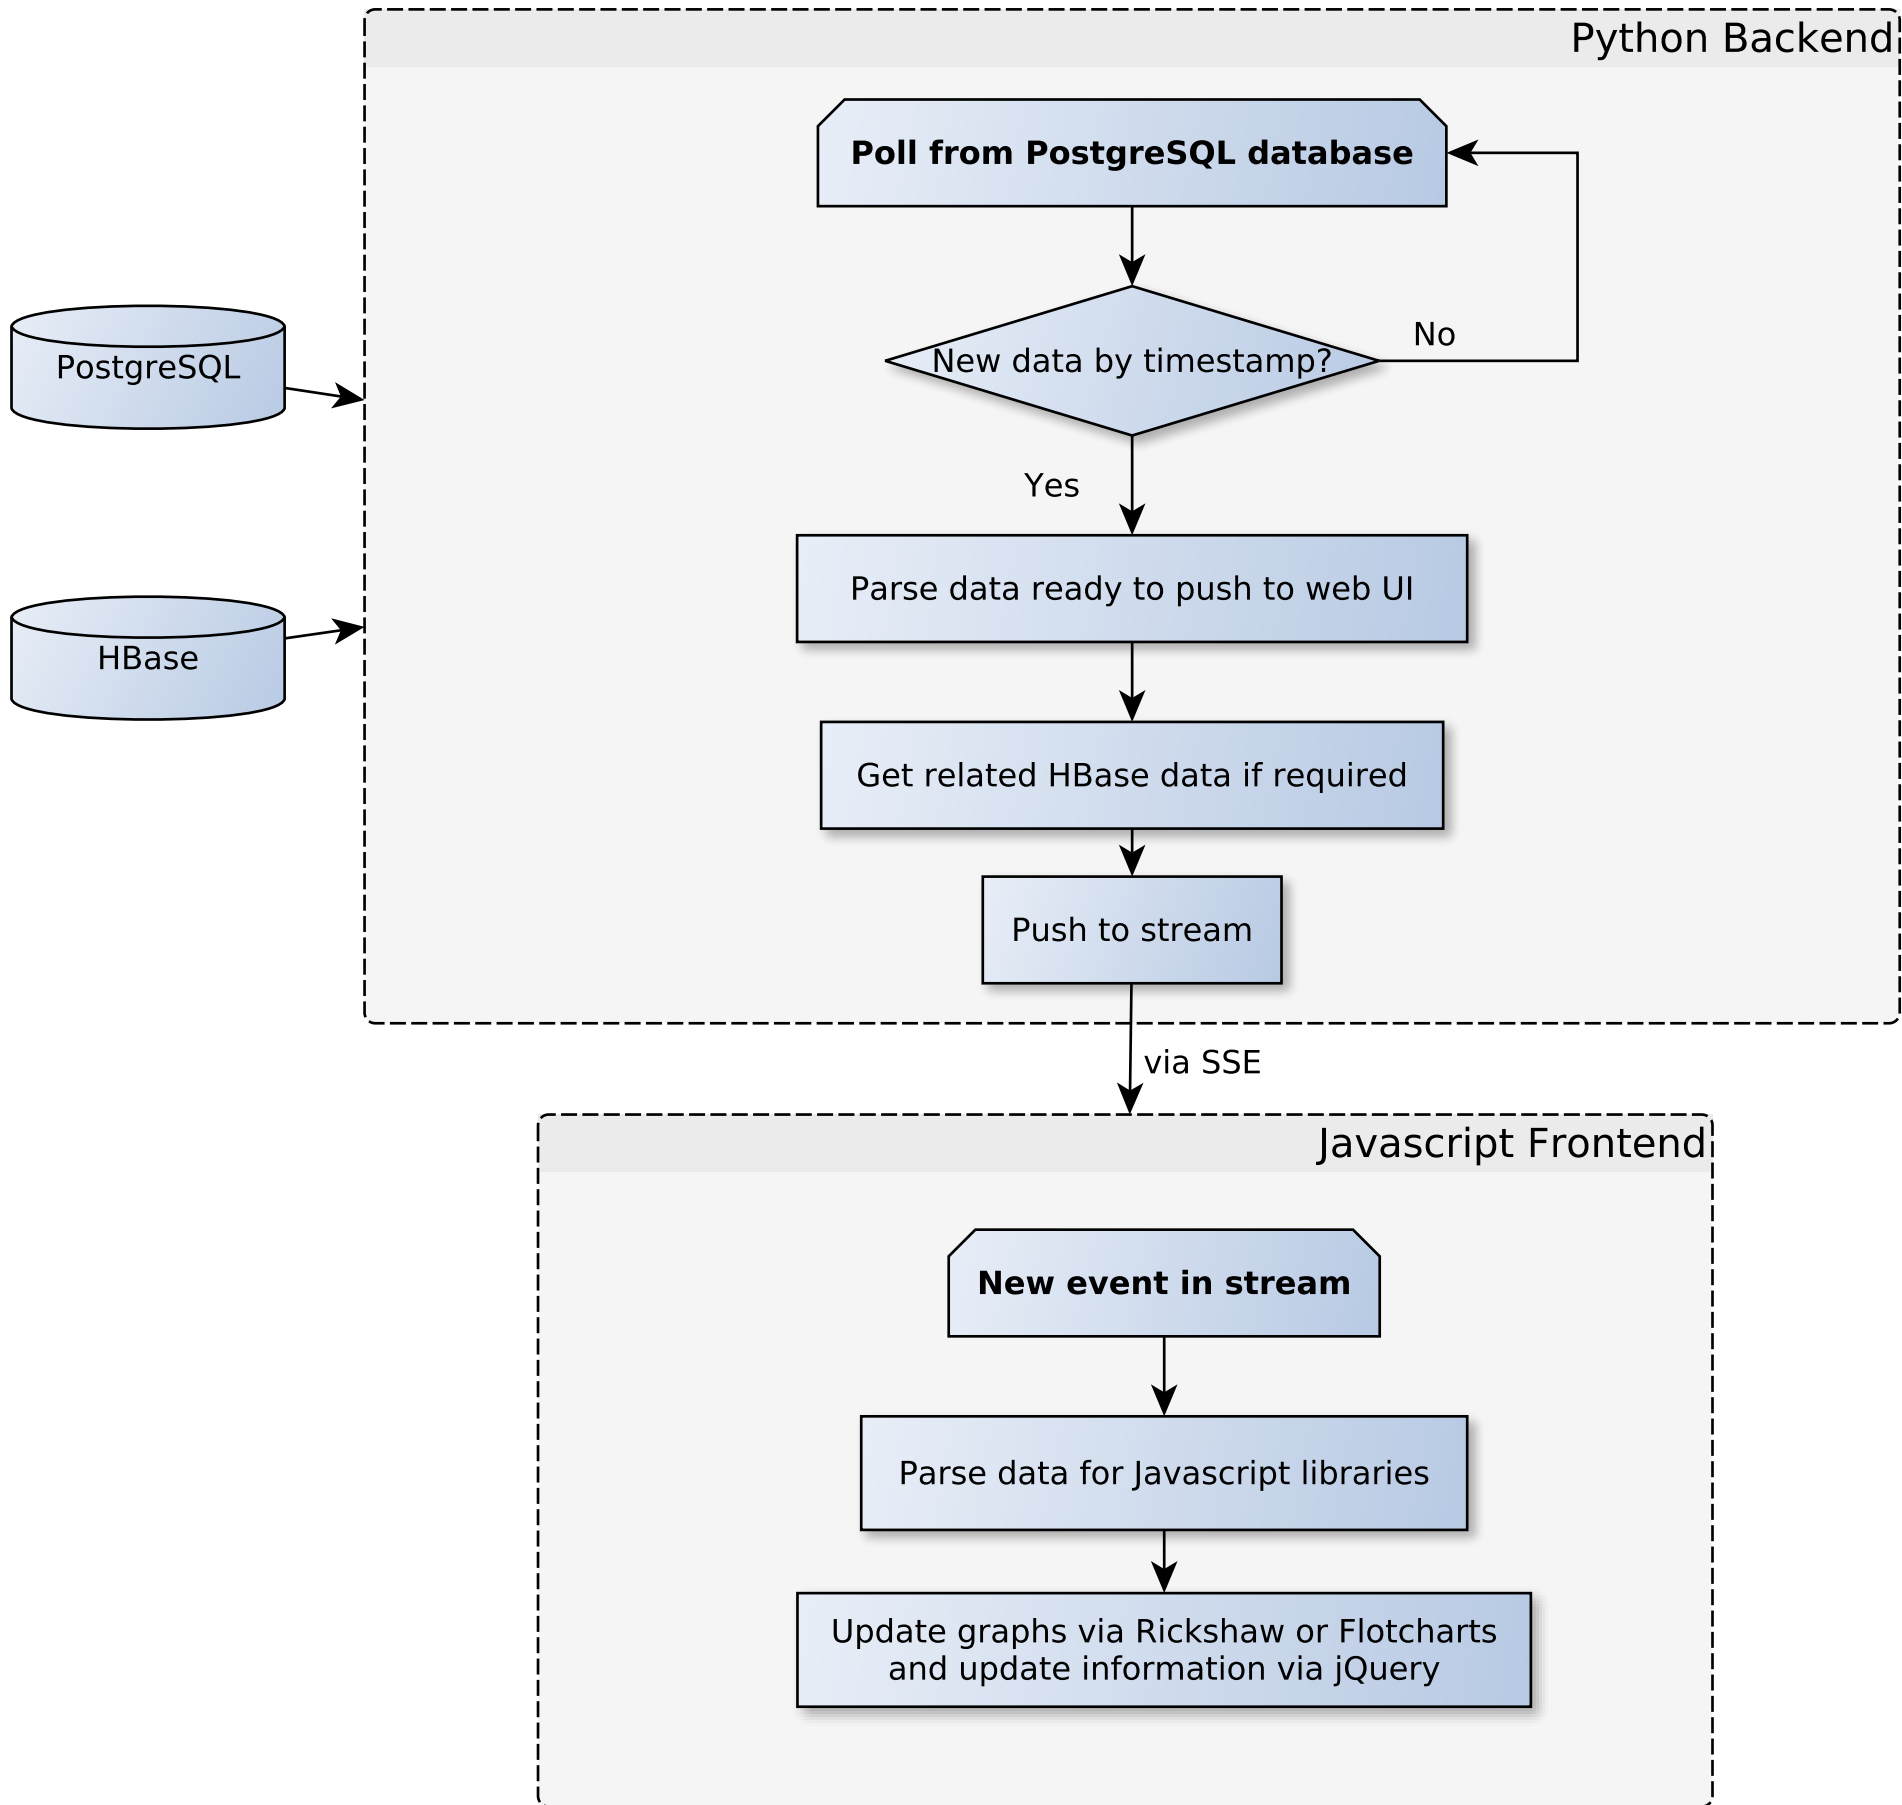 Python Backend
Poll from PostgreSQL database
New data by timestamp?
No
PostgreSQL
Yes
Parse data ready to push to web UI
HBase
Get related HBase data if required
Push to stream
via SSE
Javascript Frontend
New event in stream
Parse data for Javascript libraries
Update graphs via Rickshaw or Flotcharts
and update information via jQuery